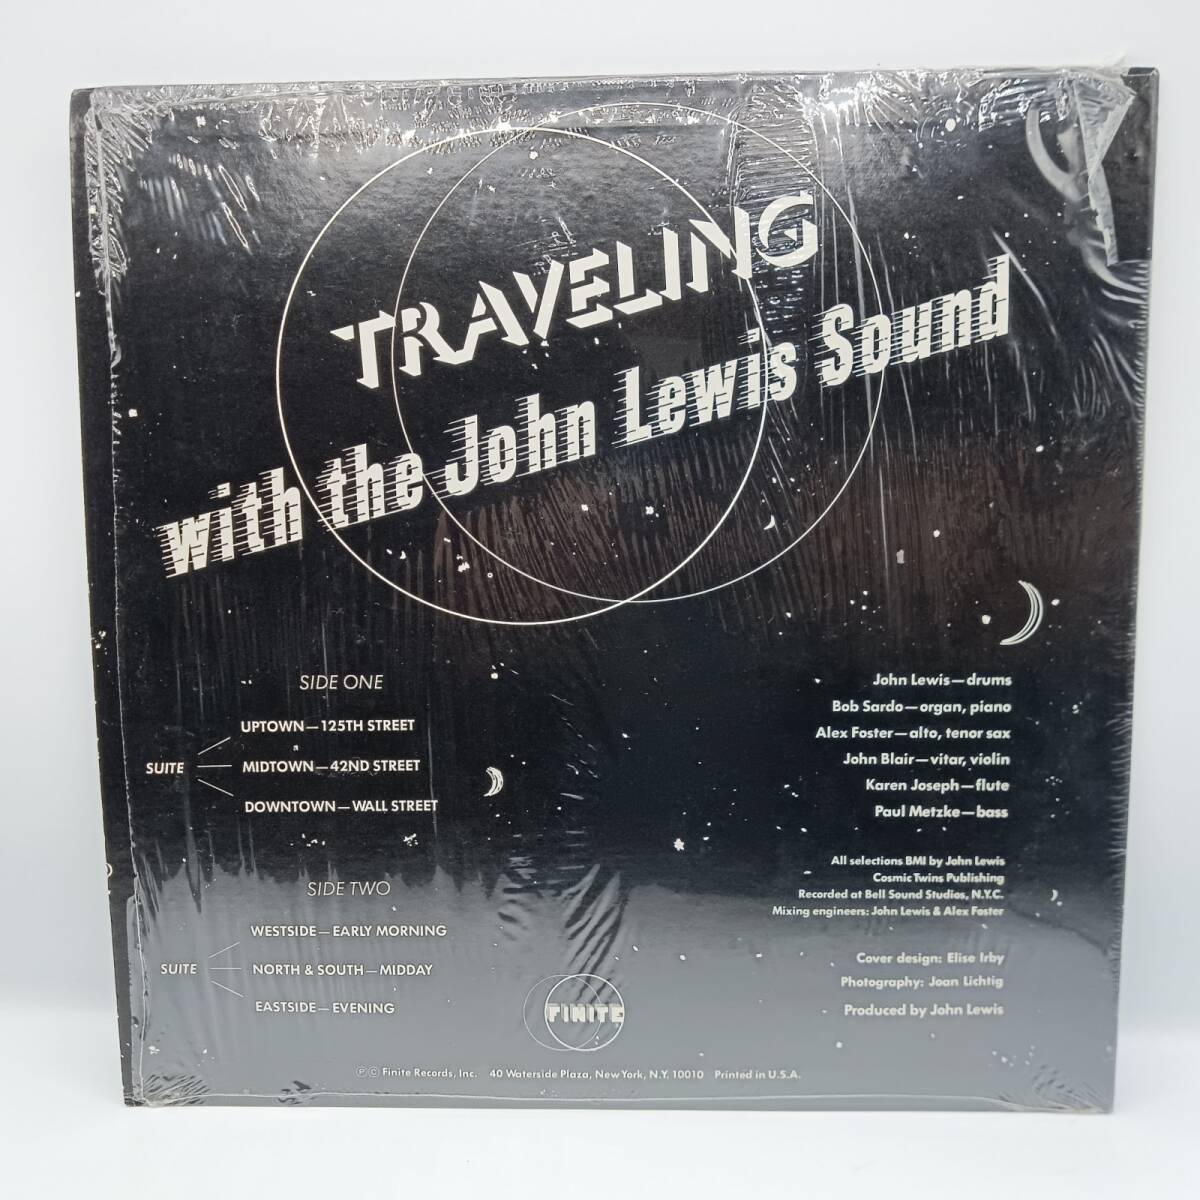 TRAVELING
with the John Lewis Sound
SIDE ONE
SUITE
UPTOWN—125TH STREET
MIDTOWN—42ND STREET
DOWNTOWN—WALL STREET
SIDE TWO
SUITE
WESTSIDE—EARLY MORNING
NORTH & SOUTH—MIDDAY
EASTSIDE—EVENING
John Lewis—drums
Bob Sardo—organ, piano
Alex Foster—alto, tenor sax
John Blair—vitar, violin
Karen Joseph—flute
Paul Metzke—bass
All selections BMI by John Lewis
Cosmic Twins Publishing
Recorded at Bell Sound Studios, N.Y.C.
Mixing engineers: John Lewis & Alex Foster
Cover design: Elise Irby
Photography: Joan Lichtig
Produced by John Lewis
FINITE
℗ © Finite Records, Inc. 40 Waterside Plaza, New York, N.Y. 10010 Printed in U.S.A.